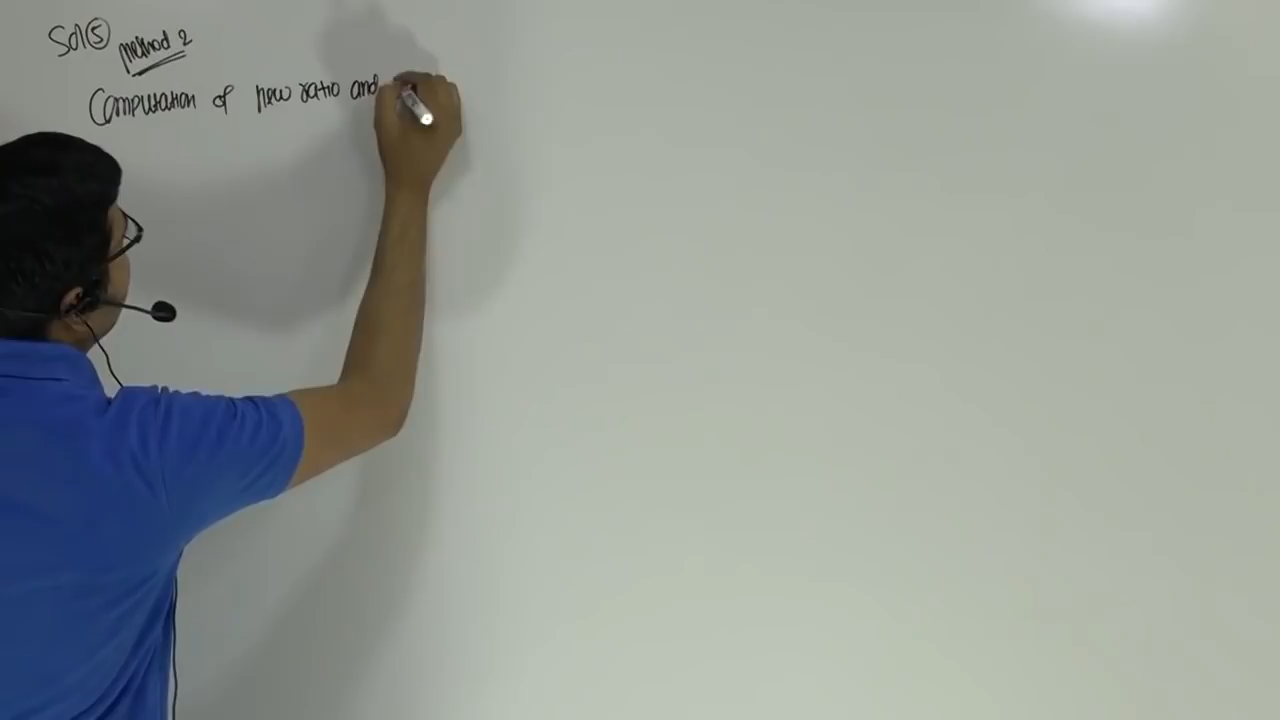 Sol ⑤ Method 2
Computation of new ratio and